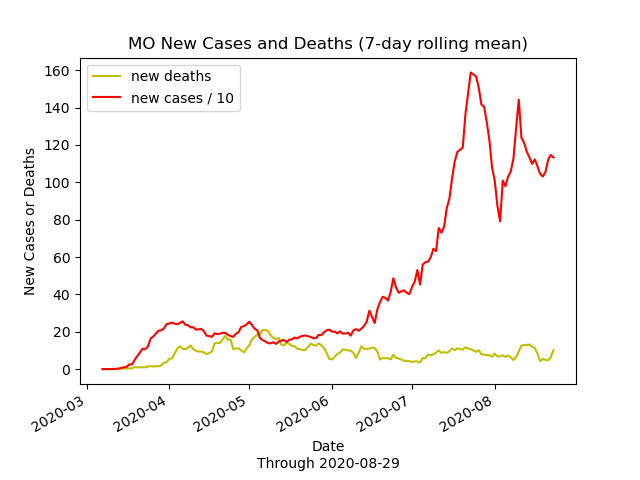 MO New Cases and Deaths (7-day rolling mean)
new deaths
new cases / 10
160
140
120
100
80
60
40
20
0
New Cases or Deaths
2020-03
2020-04
2020-05
2020-06
2020-07
2020-08
Date
Through 2020-08-29